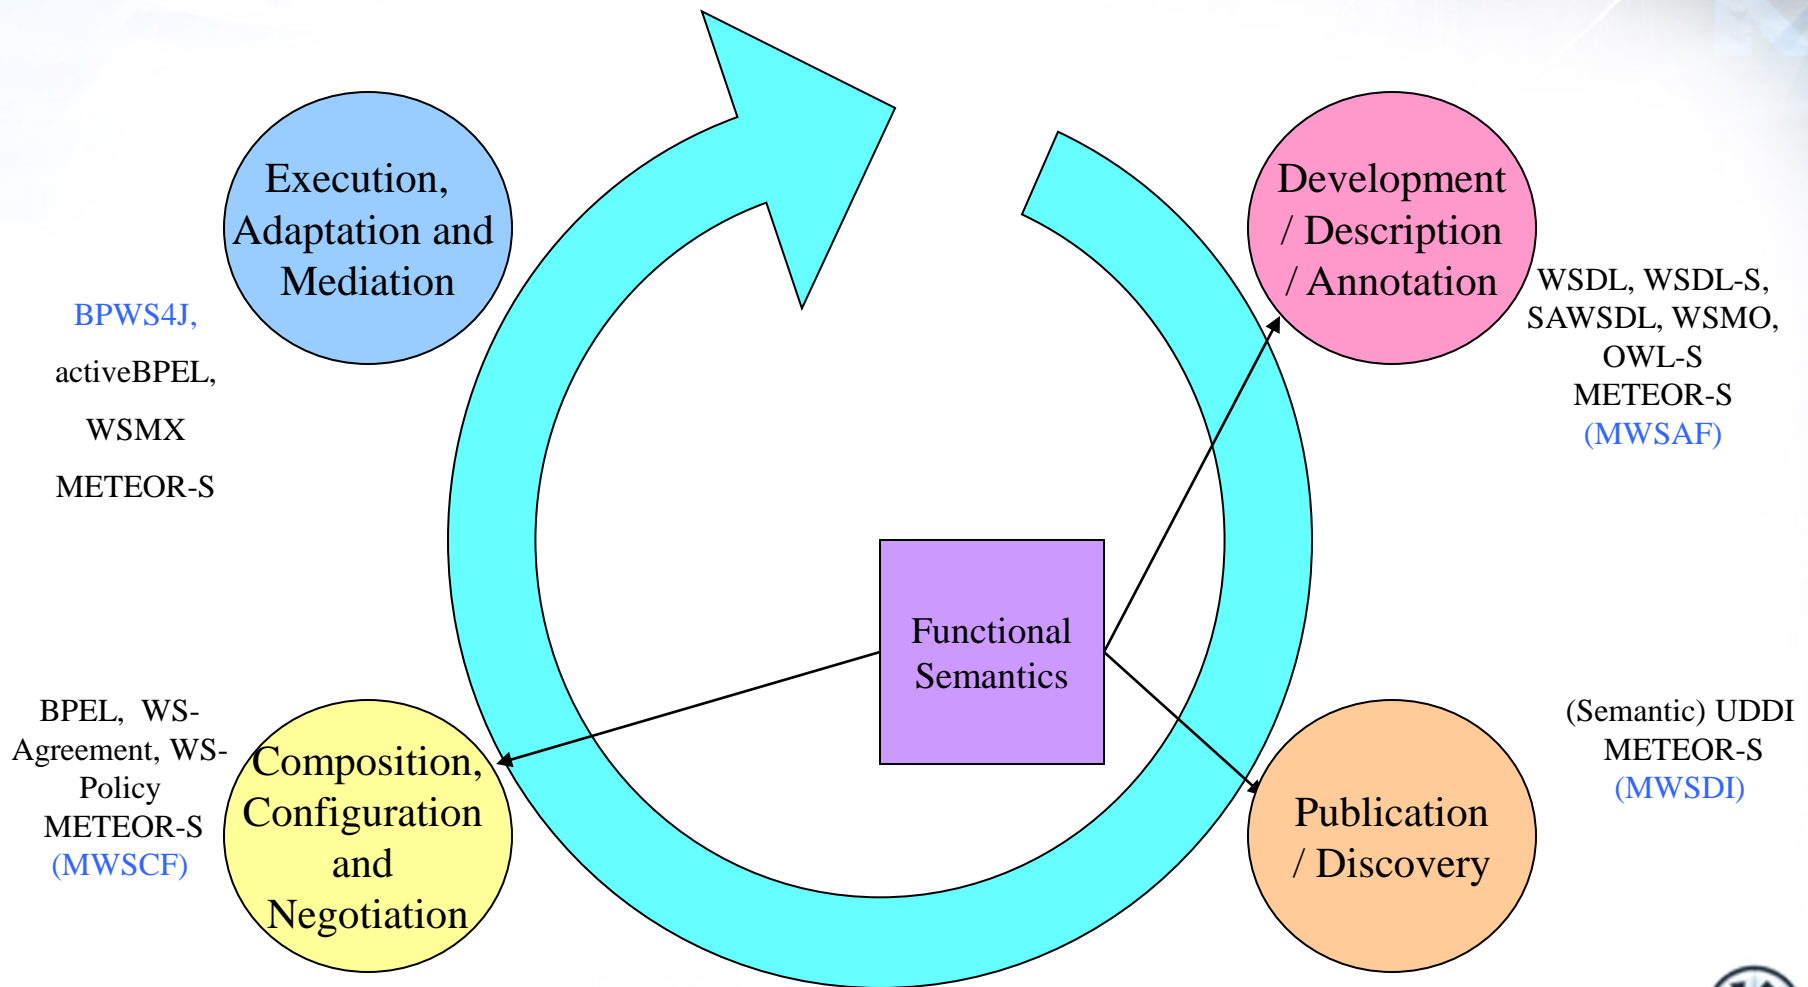 Execution,
Adaptation and
Mediation
BPWS4J,
activeBPEL,
WSMX
METEOR-S
Development
/ Description
/ Annotation
WSDL, WSDL-S,
SAWSDL, WSMO,
OWL-S
METEOR-S
(MWSAF)
Functional
Semantics
BPEL, WS-
Agreement, WS-
Policy
METEOR-S
(MWSCF)
Composition,
Configuration
and
Negotiation
Publication
/ Discovery
(Semantic) UDDI
METEOR-S
(MWSDI)